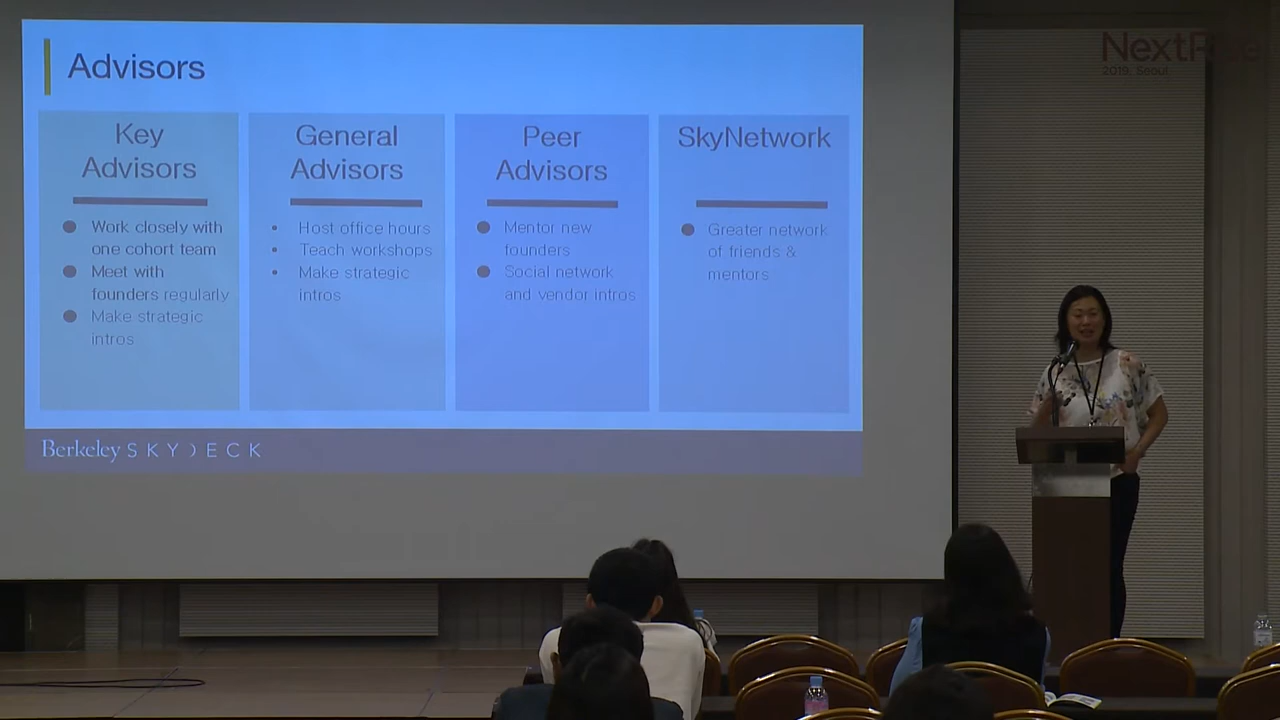 Advisors
Key
Advisors
Work closely with
one cohort team
Meet with
founders regularly
Make strategic
intros
General
Advisors
Host office hours
Teach workshops
Make strategic
intros
Peer
Advisors
Mentor new
founders
Social network
and vendor intros
SkyNetwork
Greater network
of friends &
mentors
Berkeley SKYDECK
NextRise
2019, Seoul